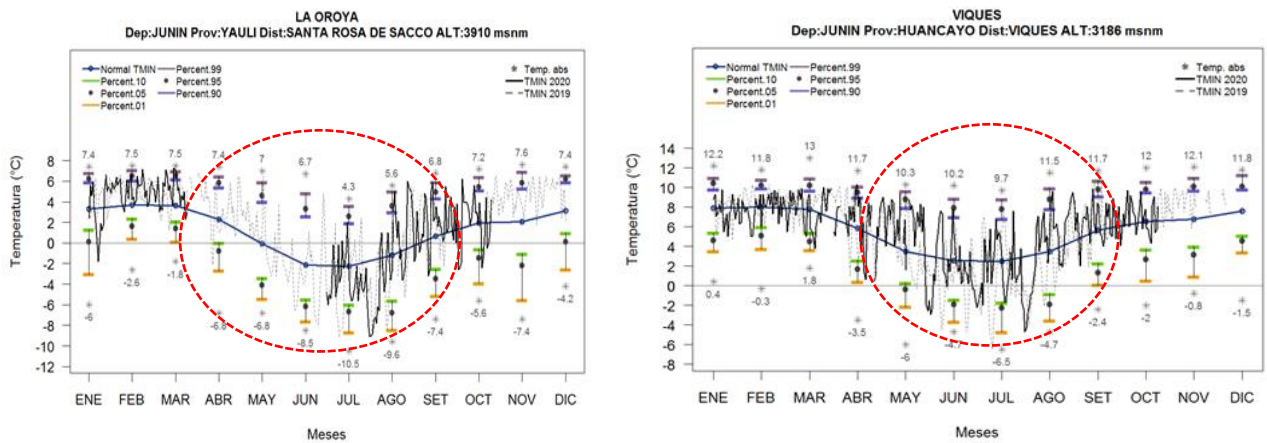 LA OROYA
Dep:JUNIN Prov:YAULI Dist:SANTA ROSA DE SACCO ALT:3910 msnm
Normal TMIN Percent.99 Temp. abs
Percent.10 Percent.95 TMIN 2020
Percent.05 Percent.90 TMIN 2019
Percent.01
Temperatura (°C)
8
6
4
2
0
-2
-4
-6
-8
-10
-12
7.4 7.5 7.5 7.4 7 6.7 4.3 5.6 6.8 7.2 7.6 7.4
-6 -2.6 -1.8 -6.8 -6.8 -8.5 -10.5 -9.6 -7.4 -5.6 -7.4 -4.2
ENE FEB MAR ABR MAY JUN JUL AGO SET OCT NOV DIC
Meses
VIQUES
Dep:JUNIN Prov:HUANCAYO Dist:VIQUES ALT:3186 msnm
Normal TMIN Percent.99 Temp. abs
Percent.10 Percent.95 TMIN 2020
Percent.05 Percent.90 TMIN 2019
Percent.01
Temperatura (°C)
14
12
10
8
6
4
2
0
-2
-4
-6
-8
12.2 11.8 13 11.7 10.3 10.2 9.7 11.5 11.7 12 12.1 11.8
0.4 -0.3 1.8 -3.5 -6 -4.7 -6.5 -4.7 -2.4 -2 -0.8 -1.5
ENE FEB MAR ABR MAY JUN JUL AGO SET OCT NOV DIC
Meses